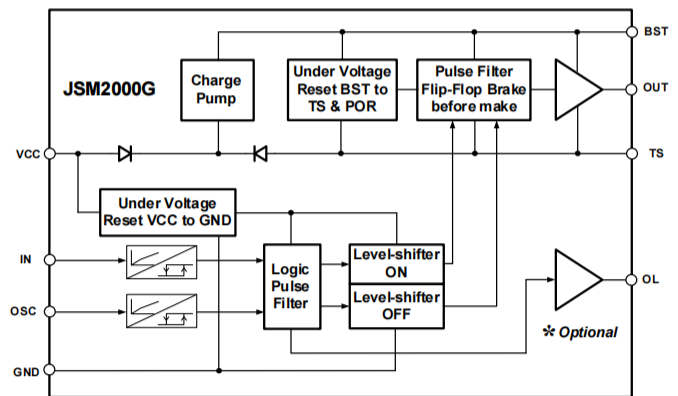 BST
JSM2000G
Charge
Pump
Under Voltage
Reset BST to
TS & POR
Pulse Filter
Flip-Flop Brake
before make
OUT
VCC
TS
Under Voltage
Reset VCC to GND
IN
Logic
Pulse
Filter
Level-shifter
ON
OL
OSC
Level-shifter
OFF
* Optional
GND